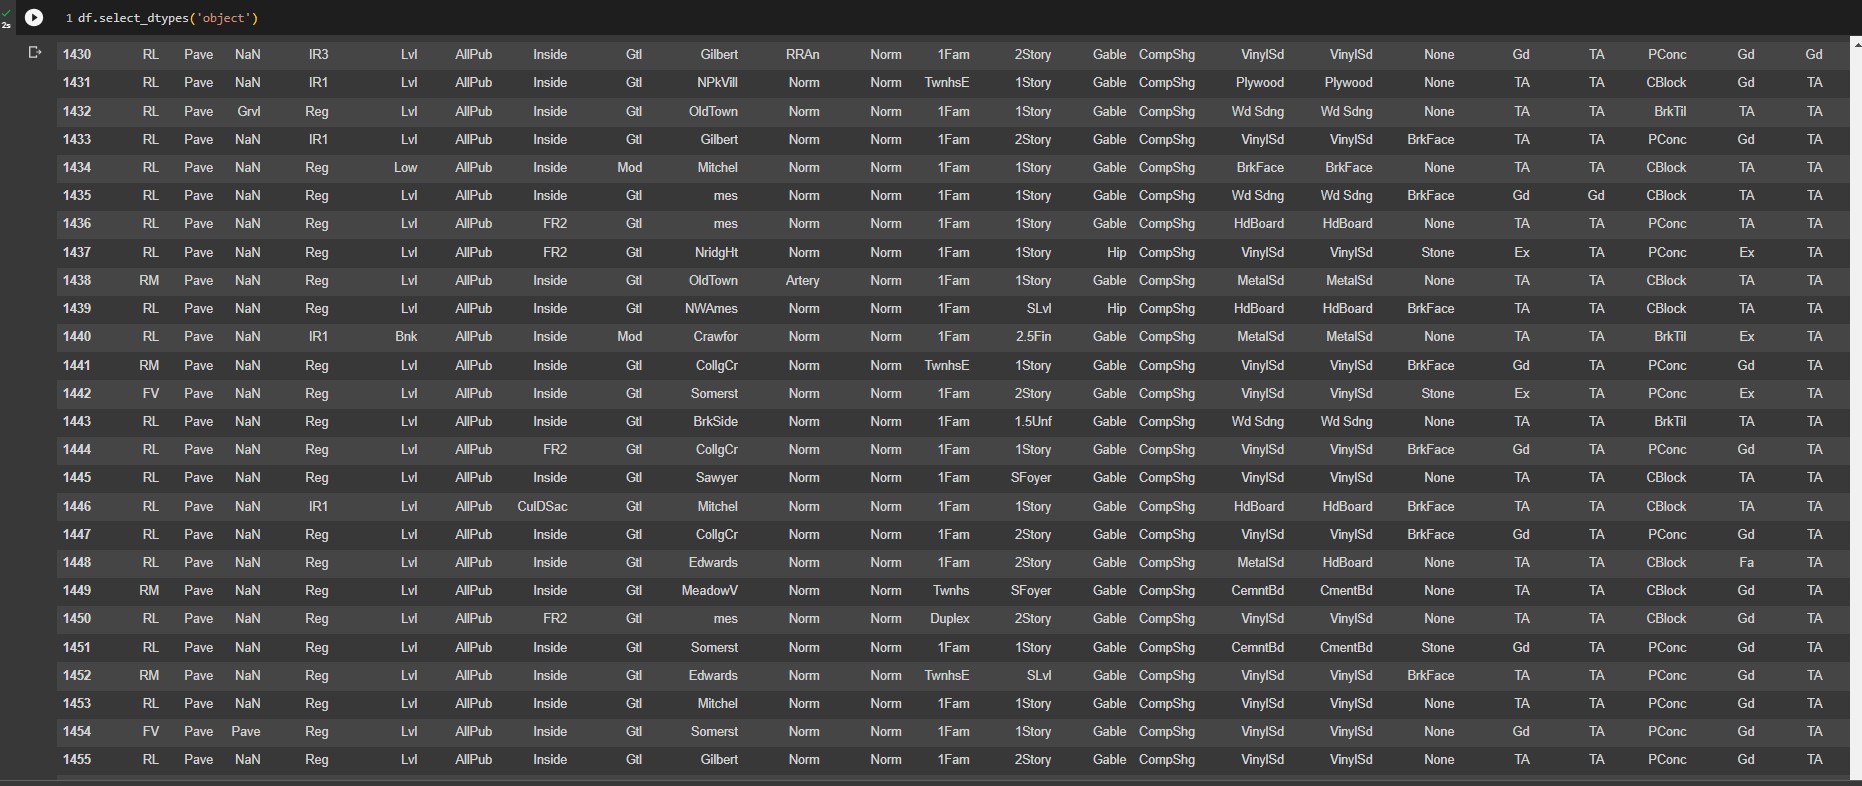 2s
1 df.select_dtypes('object')
1430 RL Pave NaN IR3 Lvl AllPub Inside Gtl Gilbert RRAn Norm 1Fam 2Story Gable CompShg VinylSd VinylSd None Gd TA PConc Gd Gd
1431 RL Pave NaN IR1 Lvl AllPub Inside Gtl NPkVill Norm Norm TwnhsE 1Story Gable CompShg Plywood Plywood None TA TA CBlock Gd TA
1432 RL Pave Grvl Reg Lvl AllPub Inside Gtl OldTown Norm Norm 1Fam 1Story Gable CompShg Wd Sdng Wd Sdng None TA TA BrkTil TA TA
1433 RL Pave NaN IR1 Lvl AllPub Inside Gtl Gilbert Norm Norm 1Fam 2Story Gable CompShg VinylSd VinylSd BrkFace TA TA PConc Gd TA
1434 RL Pave NaN Reg Low AllPub Inside Mod Mitchel Norm Norm 1Fam 1Story Gable CompShg BrkFace BrkFace None TA TA CBlock TA TA
1435 RL Pave NaN Reg Lvl AllPub Inside Gtl mes Norm Norm 1Fam 1Story Gable CompShg Wd Sdng Wd Sdng BrkFace Gd Gd CBlock TA TA
1436 RL Pave NaN Reg Lvl AllPub FR2 Gtl mes Norm Norm 1Fam 1Story Gable CompShg HdBoard HdBoard None TA TA PConc TA TA
1437 RL Pave NaN Reg Lvl AllPub FR2 Gtl NridgHt Norm Norm 1Fam 1Story Hip CompShg VinylSd VinylSd Stone Ex TA PConc Ex TA
1438 RM Pave NaN Reg Lvl AllPub Inside Gtl OldTown Artery Norm 1Fam 1Story Gable CompShg MetalSd MetalSd None TA TA CBlock TA TA
1439 RL Pave NaN Reg Lvl AllPub Inside Gtl NWAmes Norm Norm 1Fam SLvl Hip CompShg HdBoard HdBoard BrkFace TA TA CBlock TA TA
1440 RL Pave NaN IR1 Bnk AllPub Inside Mod Crawfor Norm Norm 1Fam 2.5Fin Gable CompShg MetalSd MetalSd None TA TA BrkTil Ex TA
1441 RM Pave NaN Reg Lvl AllPub Inside Gtl CollgCr Norm Norm TwnhsE 1Story Gable CompShg VinylSd VinylSd BrkFace Gd TA PConc Gd TA
1442 FV Pave NaN Reg Lvl AllPub Inside Gtl Somerst Norm Norm 1Fam 2Story Gable CompShg VinylSd VinylSd Stone Ex TA PConc Ex TA
1443 RL Pave NaN Reg Lvl AllPub Inside Gtl BrkSide Norm Norm 1Fam 1.5Unf Gable CompShg Wd Sdng Wd Sdng None TA TA BrkTil TA TA
1444 RL Pave NaN Reg Lvl AllPub FR2 Gtl CollgCr Norm Norm 1Fam 1Story Gable CompShg VinylSd VinylSd BrkFace Gd TA PConc Gd TA
1445 RL Pave NaN Reg Lvl AllPub Inside Gtl Sawyer Norm Norm 1Fam SFoyer Gable CompShg VinylSd VinylSd None TA TA CBlock TA TA
1446 RL Pave NaN IR1 Lvl AllPub CulDSac Gtl Mitchel Norm Norm 1Fam 1Story Gable CompShg HdBoard HdBoard BrkFace TA TA CBlock TA TA
1447 RL Pave NaN Reg Lvl AllPub Inside Gtl CollgCr Norm Norm 1Fam 2Story Gable CompShg VinylSd VinylSd BrkFace Gd TA PConc Gd TA
1448 RL Pave NaN Reg Lvl AllPub Inside Gtl Edwards Norm Norm 1Fam 2Story Gable CompShg MetalSd HdBoard None TA TA CBlock Fa TA
1449 RM Pave NaN Reg Lvl AllPub Inside Gtl MeadowV Norm Norm Twnhs SFoyer Gable CompShg CemntBd CmentBd None TA TA CBlock Gd TA
1450 RL Pave NaN Reg Lvl AllPub FR2 Gtl mes Norm Norm Duplex 2Story Gable CompShg VinylSd VinylSd None TA TA CBlock Gd TA
1451 RL Pave NaN Reg Lvl AllPub Inside Gtl Somerst Norm Norm 1Fam 1Story Gable CompShg CemntBd CmentBd Stone Gd TA PConc Gd TA
1452 RM Pave NaN Reg Lvl AllPub Inside Gtl Edwards Norm Norm TwnhsE SLvl Gable CompShg VinylSd VinylSd BrkFace TA TA PConc Gd TA
1453 RL Pave NaN Reg Lvl AllPub Inside Gtl Mitchel Norm Norm 1Fam 1Story Gable CompShg VinylSd VinylSd None TA TA PConc Gd TA
1454 FV Pave Pave Reg Lvl AllPub Inside Gtl Somerst Norm Norm 1Fam 1Story Gable CompShg VinylSd VinylSd None Gd TA PConc Gd TA
1455 RL Pave NaN Reg Lvl AllPub Inside Gtl Gilbert Norm Norm 1Fam 2Story Gable CompShg VinylSd VinylSd None TA TA PConc Gd TA